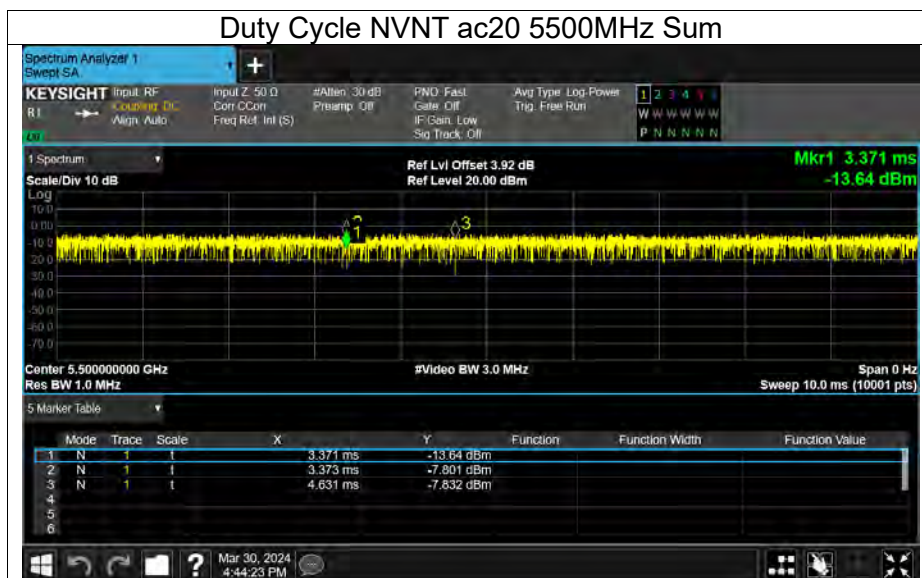 Duty Cycle NVNT ac20 5500MHz Sum
Spectrum Analyzer 1
Swept SA
+
KEYSIGHT Input: RF Input Z: 50 Ω #Atten: 30 dB PNO: Fast Avg Type: Log-Power 1 2 3 4 5 6
R1 Coupling: DC Corr CCorr Preamp: Off Gate: Off Trig: Free Run W W W W W W
Align: Auto Freq Ref: Int (S) IF Gain: Low P N N N N N
Sig Track: Off
1 Spectrum Ref Lvl Offset 3.92 dB Mkr1 3.371 ms
Scale/Div 10 dB Ref Level 20.00 dBm -13.64 dBm
Log
10.0
0.00
-10.0
-20.0
-30.0
-40.0
-50.0
-60.0
-70.0
1
3
Center 5.500000000 GHz #Video BW 3.0 MHz Span 0 Hz
Res BW 1.0 MHz Sweep 10.0 ms (10001 pts)
5 Marker Table
Mode Trace Scale X Y Function Function Width Function Value
1 N 1 t 3.371 ms -13.64 dBm
2 N 1 t 3.373 ms -7.801 dBm
3 N 1 t 4.631 ms -7.832 dBm
4
5
6
? Mar 30, 2024
4:44:23 PM